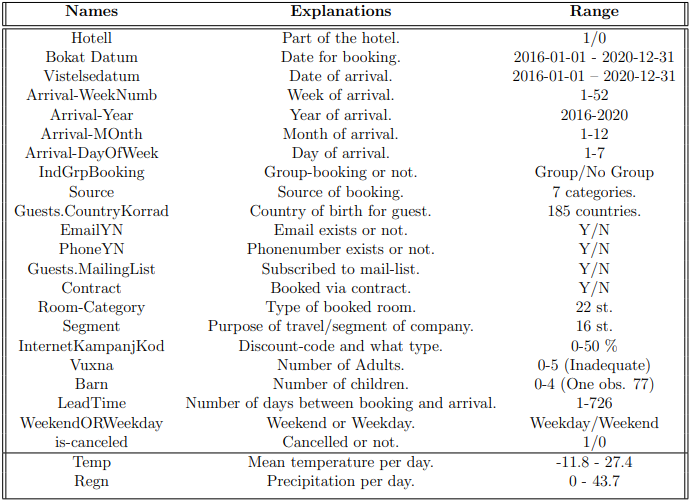 Names Explanations Range
Hotell Part of the hotel. 1/0
Bokat Datum Date for booking. 2016-01-01 - 2020-12-31
Vistelsedatum Date of arrival. 2016-01-01 – 2020-12-31
Arrival-WeekNumb Week of arrival. 1-52
Arrival-Year Year of arrival. 2016-2020
Arrival-MOnth Month of arrival. 1-12
Arrival-DayOfWeek Day of arrival. 1-7
IndGrpBooking Group-booking or not. Group/No Group
Source Source of booking. 7 categories.
Guests.CountryKorrad Country of birth for guest. 185 countries.
EmailYN Email exists or not. Y/N
PhoneYN Phonenumber exists or not. Y/N
Guests.MailingList Subscribed to mail-list. Y/N
Contract Booked via contract. Y/N
Room-Category Type of booked room. 22 st.
Segment Purpose of travel/segment of company. 16 st.
InternetKampanjKod Discount-code and what type. 0-50 %
Vuxna Number of Adults. 0-5 (Inadequate)
Barn Number of children. 0-4 (One obs. 77)
LeadTime Number of days between booking and arrival. 1-726
WeekendORWeekday Weekend or Weekday. Weekday/Weekend
is-canceled Cancelled or not. 1/0
Temp Mean temperature per day. -11.8 - 27.4
Regn Precipitation per day. 0 - 43.7